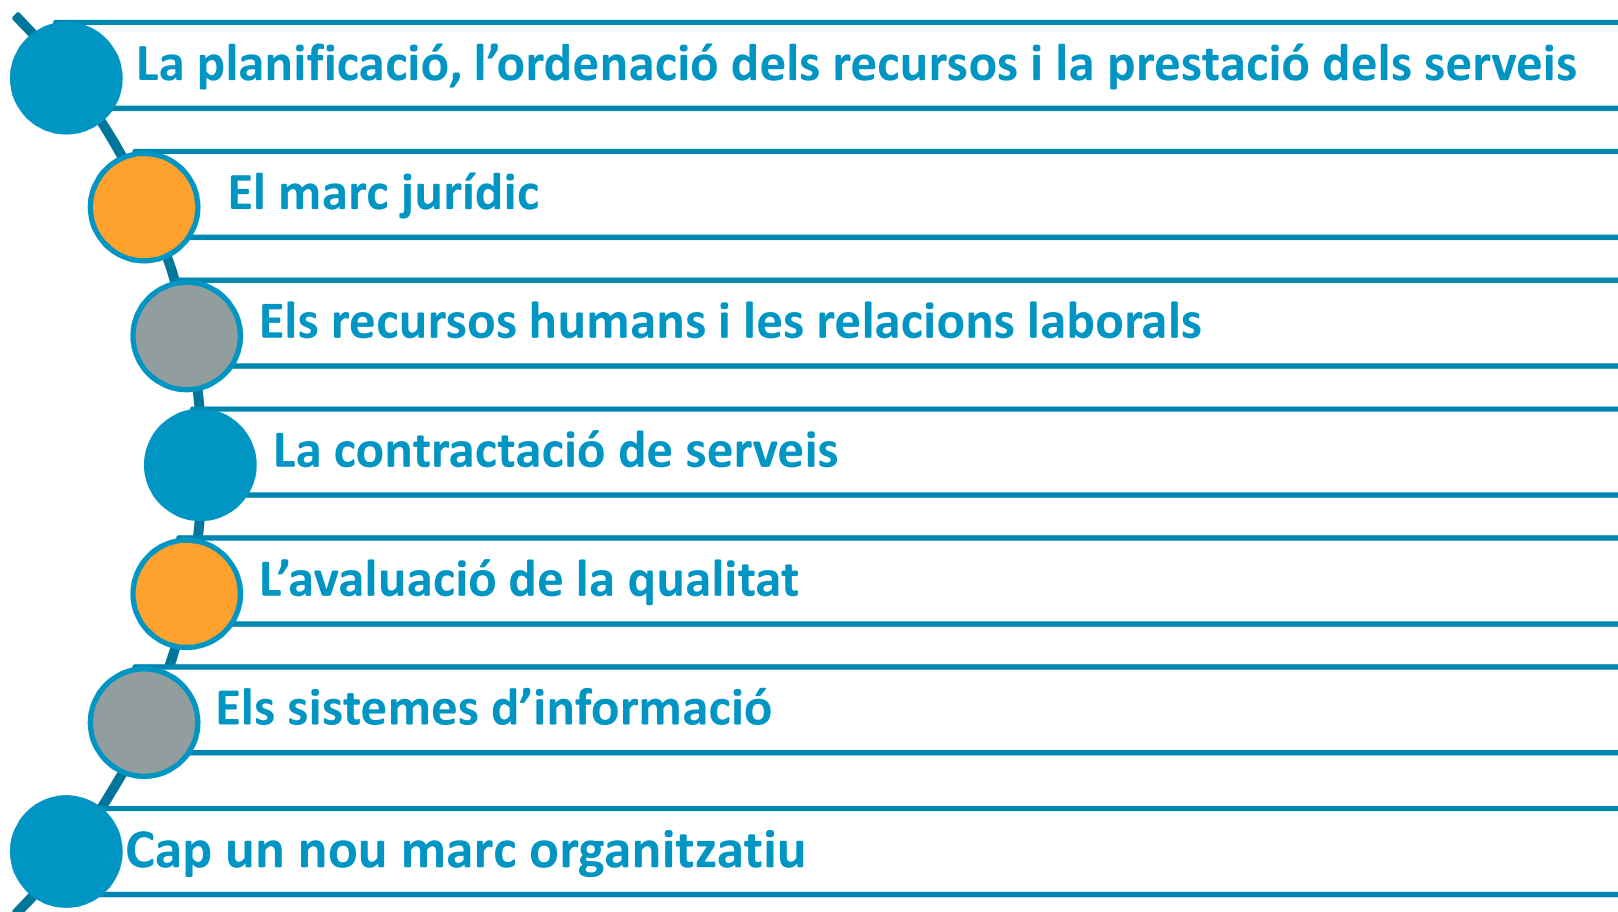 La planificació, l’ordenació dels recursos i la prestació dels serveis
El marc jurídic
Els recursos humans i les relacions laborals
La contractació de serveis
L’avaluació de la qualitat
Els sistemes d’informació
Cap un nou marc organitzatiu